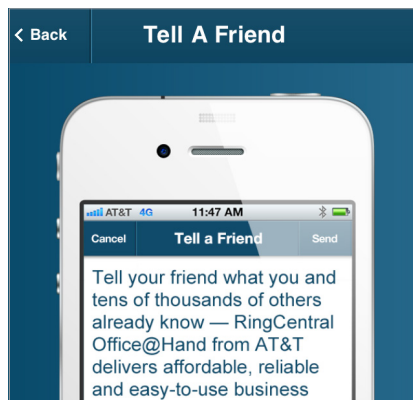 Back
Tell A Friend
AT&T 4G 11:47 AM
Cancel Tell a Friend Send
Tell your friend what you and
tens of thousands of others
already know — RingCentral
Office@Hand from AT&T
delivers affordable, reliable
and easy-to-use business